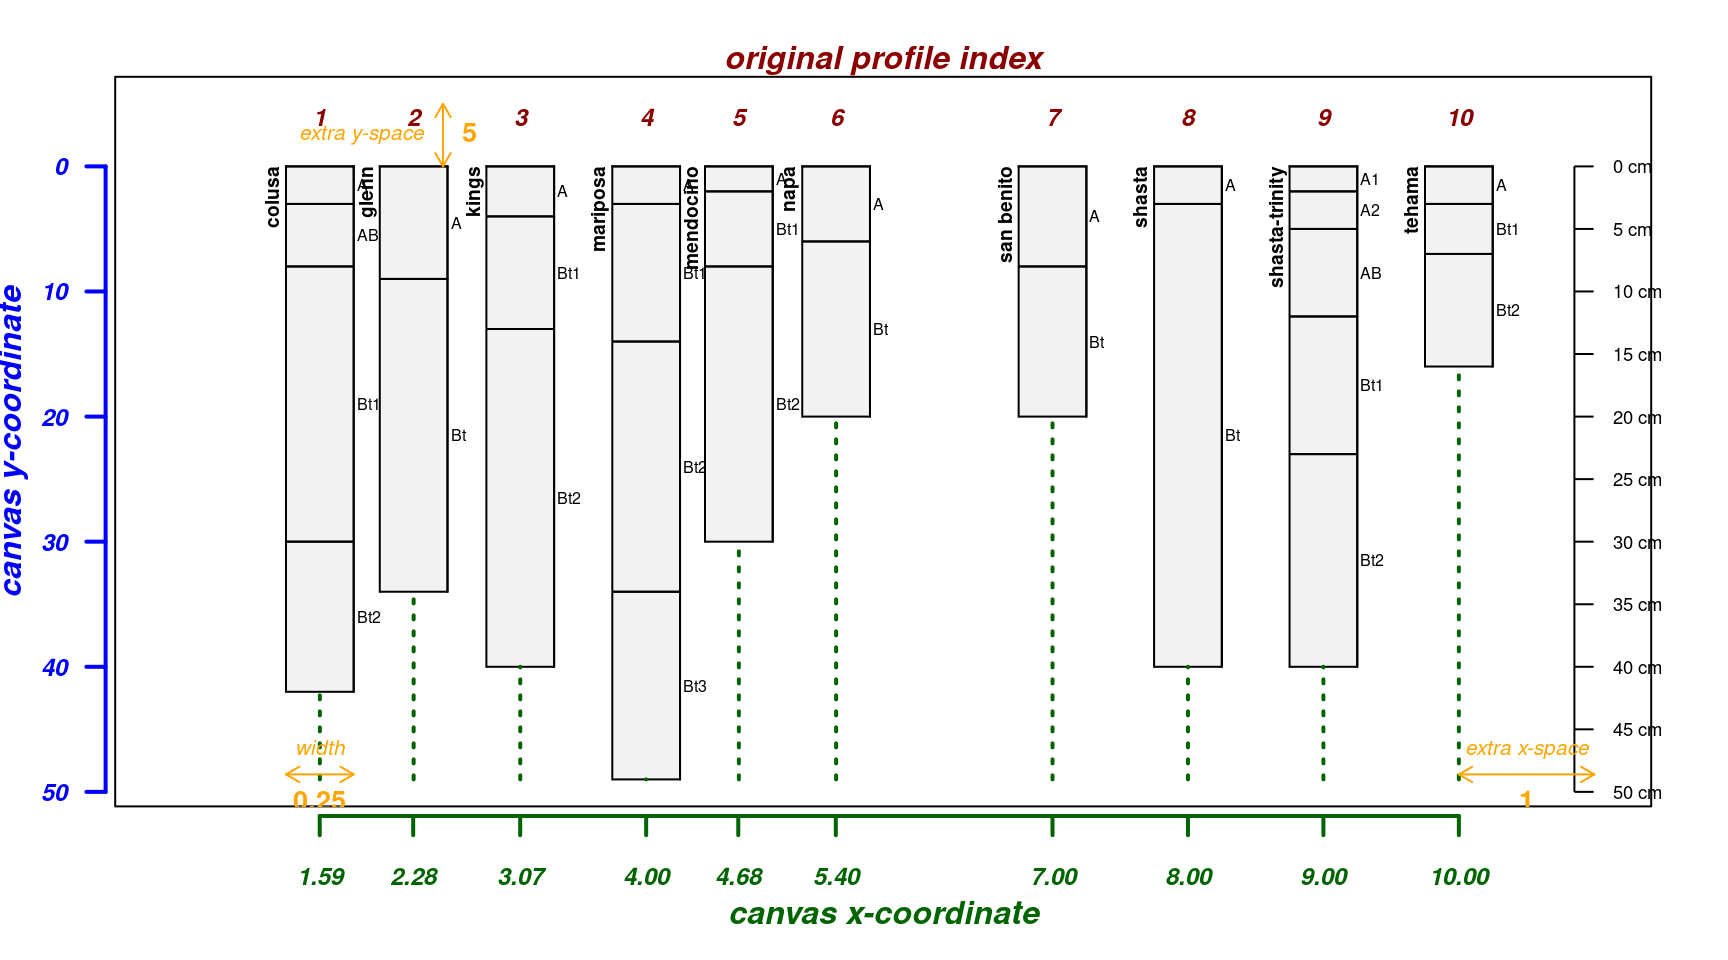 original profile index
1 2 3 4 5 6 7 8 9 10
extra y-space 5
canvas y-coordinate
0
10
20
30
40
50
colusa
A
AB
Bt1
Bt2
glenn
A
Bt
kings
A
Bt1
Bt2
mariposa
A
Bt1
Bt2
Bt3
mendocino
A
Bt1
Bt2
napa
A
Bt
san benito
A
Bt
shasta
A
Bt
shasta-trinity
A1
A2
AB
Bt1
Bt2
tehama
A
Bt1
Bt2
0 cm
5 cm
10 cm
15 cm
20 cm
25 cm
30 cm
35 cm
40 cm
45 cm
50 cm
width
0.25
extra x-space
1
1.59 2.28 3.07 4.00 4.68 5.40 7.00 8.00 9.00 10.00
canvas x-coordinate